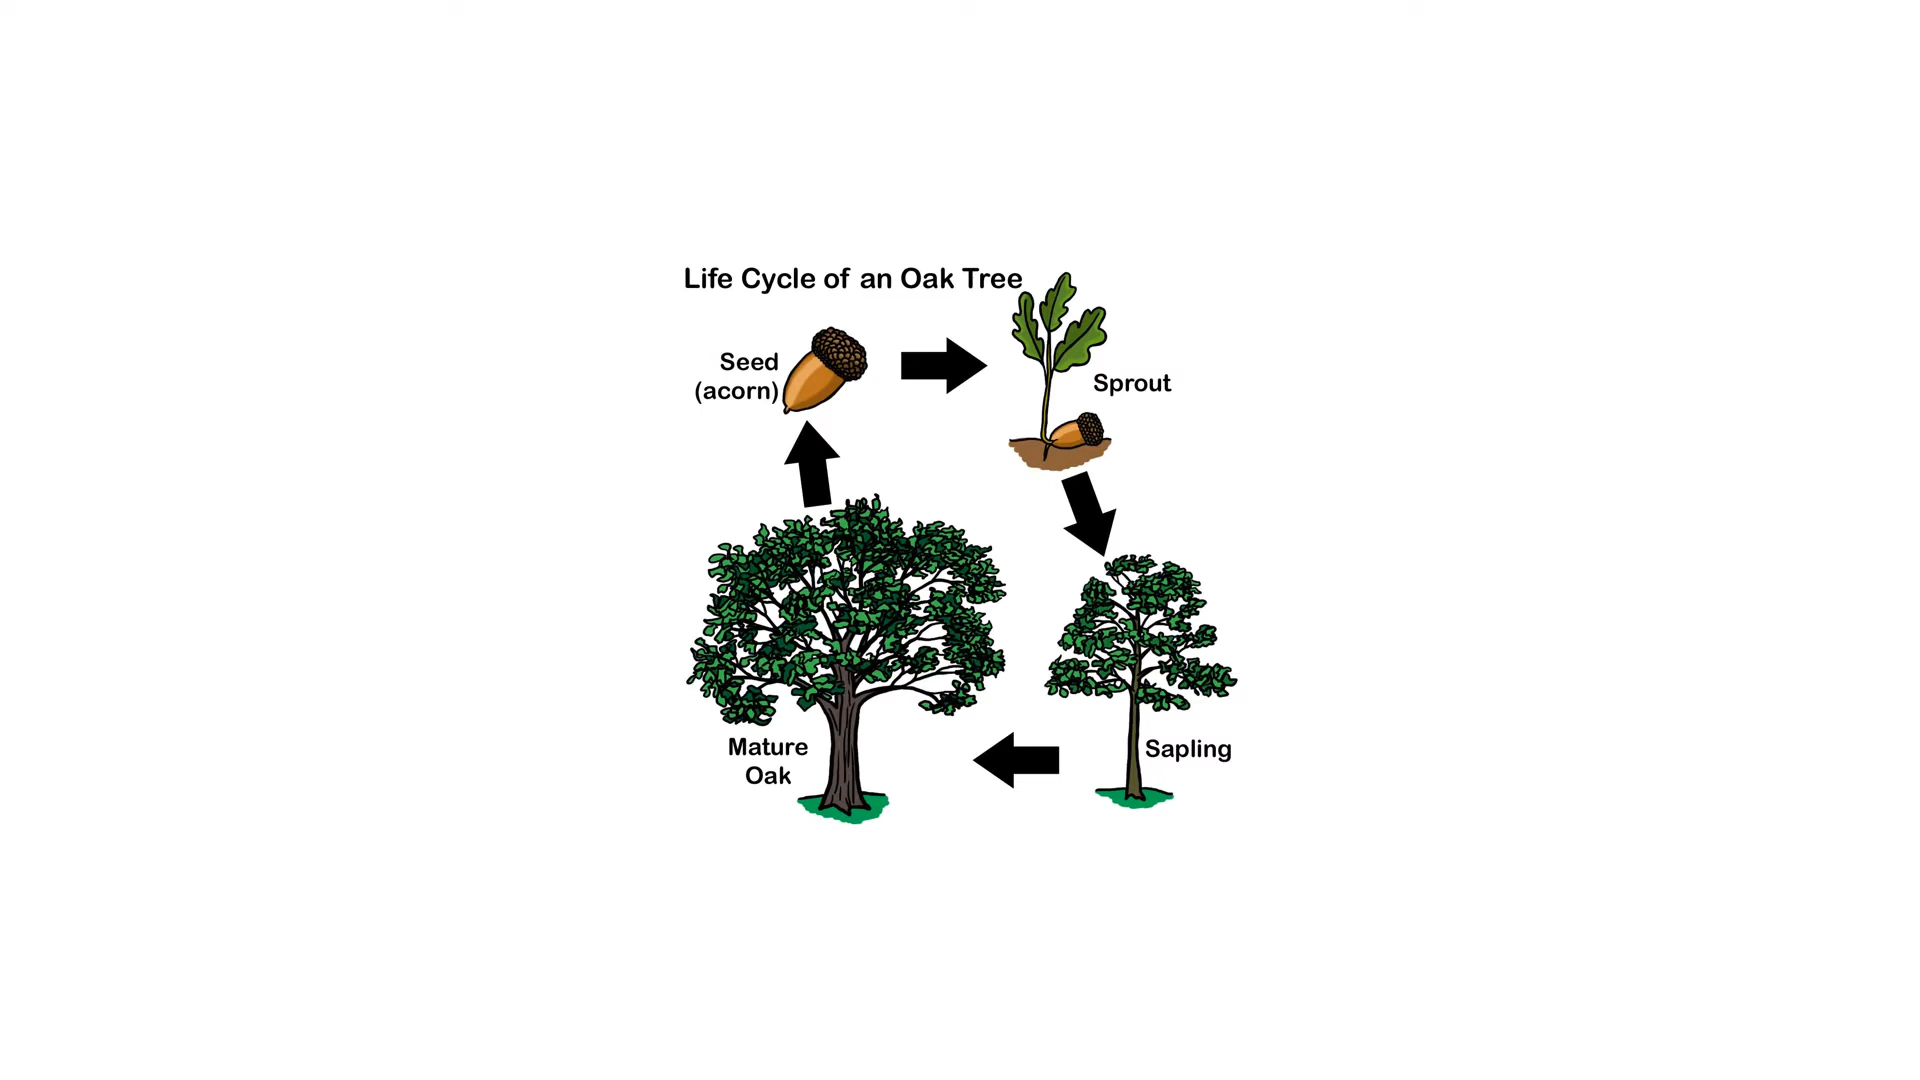 Life Cycle of an Oak Tree
Seed
(acorn)
Sprout
Mature
Oak
Sapling